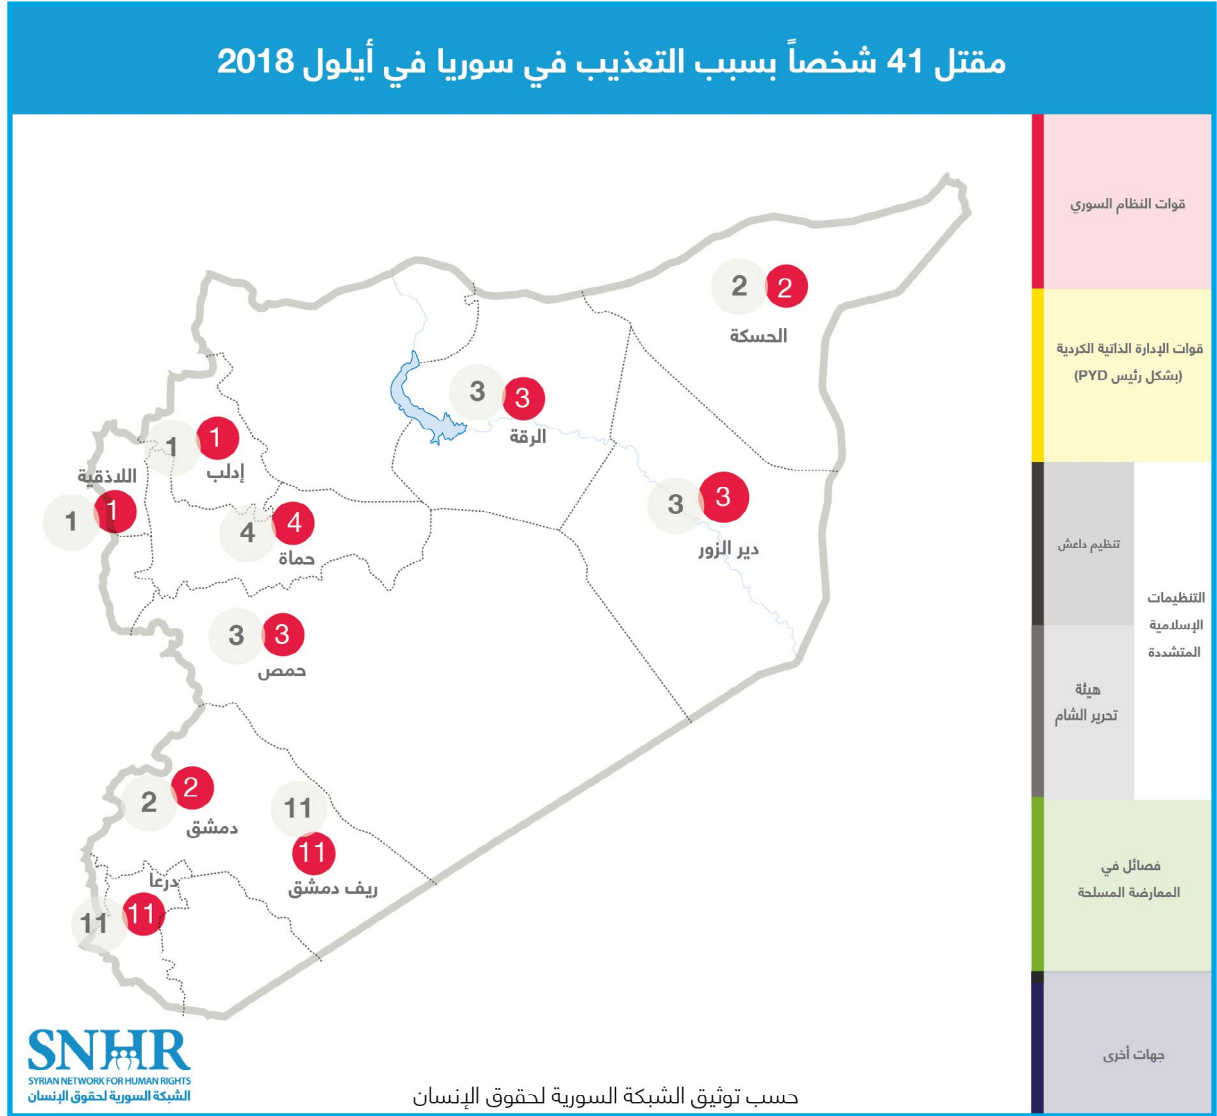 مقتل 41 شخصاً بسبب التعذيب في سوريا في أيلول 2018
قوات النظام السوري
قوات الإدارة الذاتية الكردية
(بشكل رئيس PYD)
التنظيمات
الإسلامية
المتشددة
تنظيم داعش
هيئة
تحرير الشام
فصائل في
المعارضة المسلحة
جهات أخرى
2 2
الحسكة
3 3
الرقة
1 1
إدلب
اللاذقية
1 1
4 4
حماة
3 3
دير الزور
3 3
حمص
2 2
دمشق
11
11
ريف دمشق
درعا
11 11
SNHR
SYRIAN NETWORK FOR HUMAN RIGHTS
الشبكة السورية لحقوق الإنسان
حسب توثيق الشبكة السورية لحقوق الإنسان